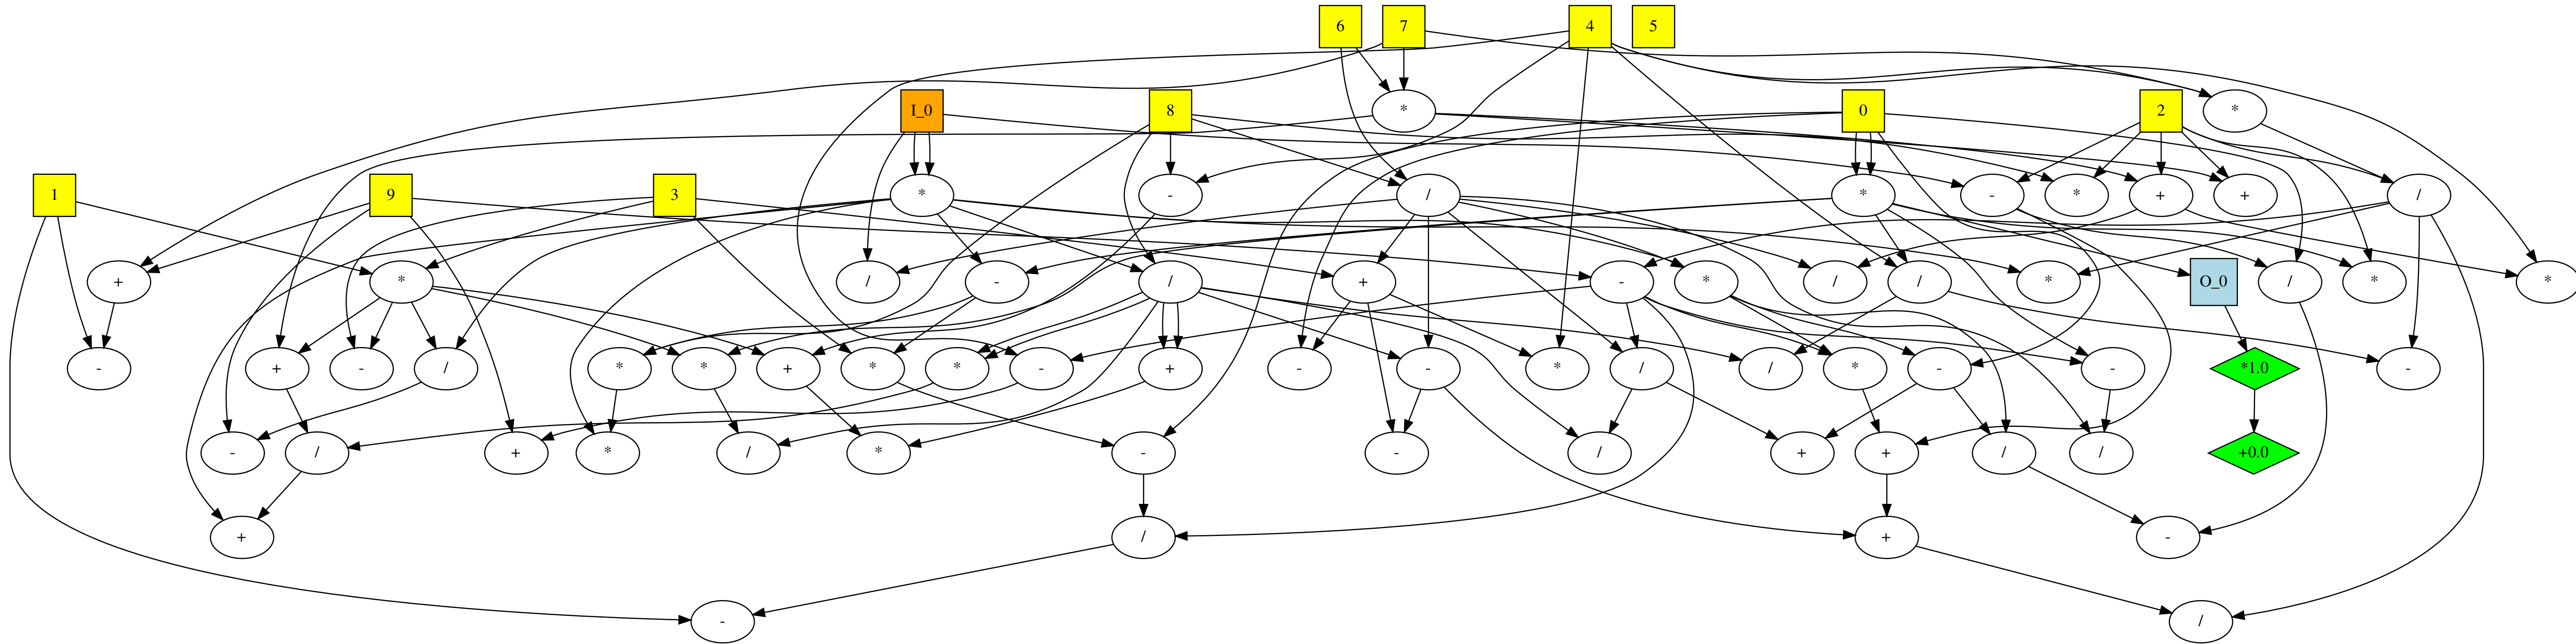 6 7 4 5
I_0 8 * 0 2 *
1 9 3 * - / * - * + + /
+ * / - / + - * / / * O_0 / * *
- + - / * * + * * - + - - * / / * - - *1.0 -
- / + * / * - - / + + / / +0.0
+ / + -
- /